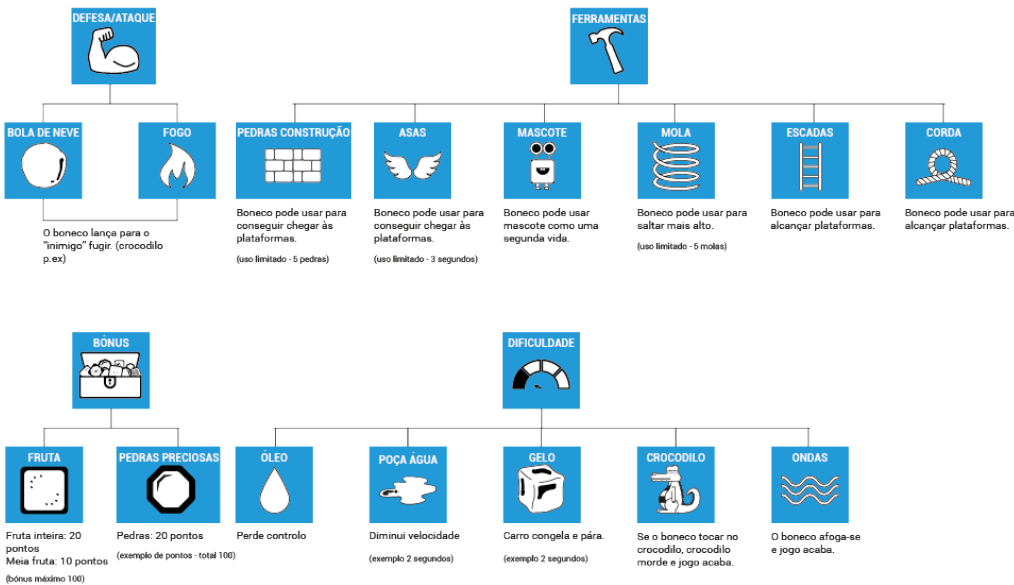 DEFESA/ATAQUE
FERRAMENTAS
BOLA DE NEVE
FOGO
PEDRAS CONSTRUÇÃO
ASAS
MASCOTE
MOLA
ESCADAS
CORDA
O boneco lança para o
"inimigo" fugir. (crocodilo
p.ex)
Boneco pode usar para
conseguir chegar às
plataformas.
(uso limitado - 5 pedras)
Boneco pode usar para
conseguir chegar às
plataformas.
(uso limitado - 3 segundos)
Boneco pode usar
mascote como uma
segunda vida.
Boneco pode usar para
saltar mais alto.
(uso limitado - 5 molas)
Boneco pode usar para
alcançar plataformas.
Boneco pode usar para
alcançar plataformas.
BÓNUS
DIFICULDADE
FRUTA
PEDRAS PRECIOSAS
ÓLEO
POÇA ÁGUA
GELO
CROCODILO
ONDAS
Fruta inteira: 20
pontos
Meia fruta: 10 pontos
(bónus máximo 100)
Pedras: 20 pontos
(exemplo de pontos - total 100)
Perde controlo
Diminui velocidade
(exemplo 2 segundos)
Carro congela e pára.
(exemplo 2 segundos)
Se o boneco tocar no
crocodilo, crocodilo
morde e jogo acaba.
O boneco afoga-se
e jogo acaba.